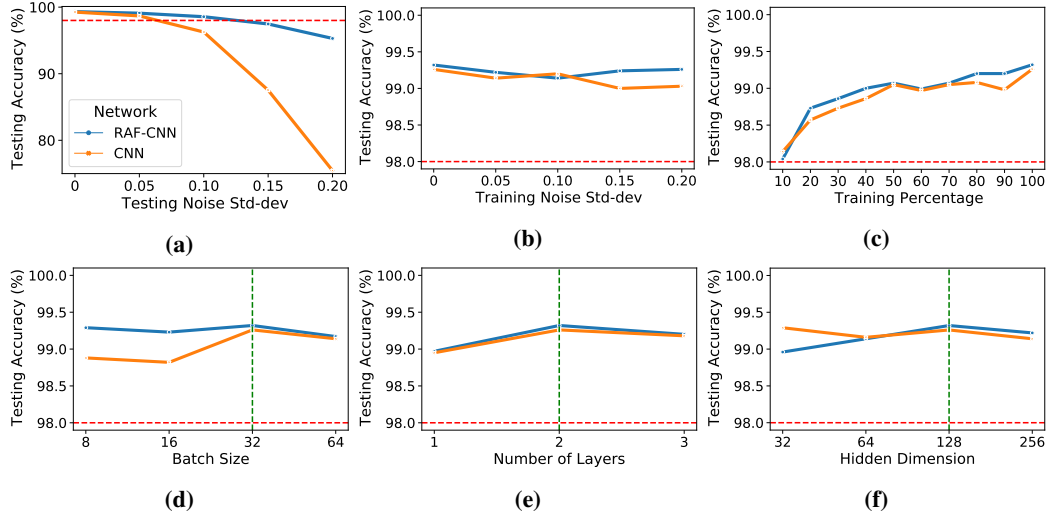 100
90
80
Testing Accuracy (%)
Network
RAF-CNN
CNN
0 0.05 0.10 0.15 0.20
Testing Noise Std-dev
(a)
100.0
99.5
99.0
98.5
98.0
Testing Accuracy (%)
0 0.05 0.10 0.15 0.20
Training Noise Std-dev
(b)
100.0
99.5
99.0
98.5
98.0
Testing Accuracy (%)
10 20 30 40 50 60 70 80 90 100
Training Percentage
(c)
100.0
99.5
99.0
98.5
98.0
Testing Accuracy (%)
8 16 32 64
Batch Size
(d)
100.0
99.5
99.0
98.5
98.0
Testing Accuracy (%)
1 2 3
Number of Layers
(e)
100.0
99.5
99.0
98.5
98.0
Testing Accuracy (%)
32 64 128 256
Hidden Dimension
(f)